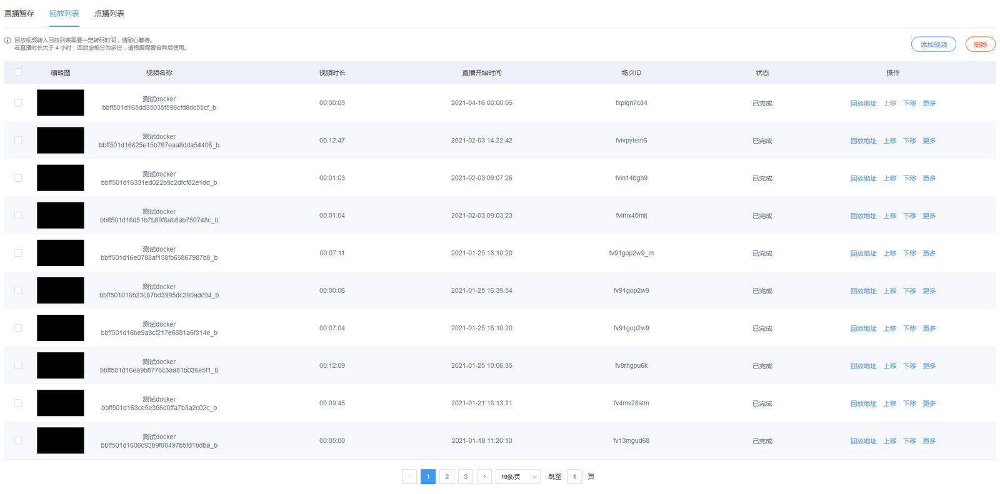 直播暂存 回放列表 点播列表
回放视频转入回放列表需要一定转码时间，请耐心等待。
若直播时长大于 4 小时，回放会被分为多份，请根据需要合并后使用。
添加视频 删除
缩略图 视频名称 视频时长 直播开始时间 场次ID 状态 操作
测试docker
bbff501d165dd35035f596cfd8dc55cf_b 00:00:03 2021-04-16 00:00:05 fxplqn7c84 已完成 回放地址 上移 下移 更多
测试docker
bbff501d16625e15b767eaa8dda54408_b 00:12:47 2021-02-03 14:22:42 fvivpytem6 已完成 回放地址 上移 下移 更多
测试docker
bbff501d16331ed022b9c2dfcf82e1dd_b 00:01:03 2021-02-03 09:07:26 fvin14bgh9 已完成 回放地址 上移 下移 更多
测试docker
bbff501d16d51b7b89f6ab8ab750748c_b 00:01:04 2021-02-03 09:03:23 fvimx40mij 已完成 回放地址 上移 下移 更多
测试docker
bbff501d16e0788af138fb65867987b8_b 00:07:11 2021-01-25 16:10:20 fv91gop2w9_m 已完成 回放地址 上移 下移 更多
测试docker
bbff501d16b23c87bd3995dc39badc94_b 00:00:06 2021-01-25 16:39:54 fv91gop2w9 已完成 回放地址 上移 下移 更多
测试docker
bbff501d16be9a8cf217e6681a6f314e_b 00:07:04 2021-01-25 16:10:20 fv91gop2w9 已完成 回放地址 上移 下移 更多
测试docker
bbff501d16ea9b8776c3aa81b036e5f1_b 00:12:09 2021-01-25 10:06:35 fv8rhgpu6k 已完成 回放地址 上移 下移 更多
测试docker
bbff501d163ce5e356d0ffa7b3a2c02c_b 00:09:45 2021-01-21 16:13:21 fv4ms28stm 已完成 回放地址 上移 下移 更多
测试docker
bbff501d1606c93b9f88497b5fd1bdba_b 00:05:00 2021-01-18 11:20:10 fv13mgud68 已完成 回放地址 上移 下移 更多
1 2 3 10条/页 跳至 1 页